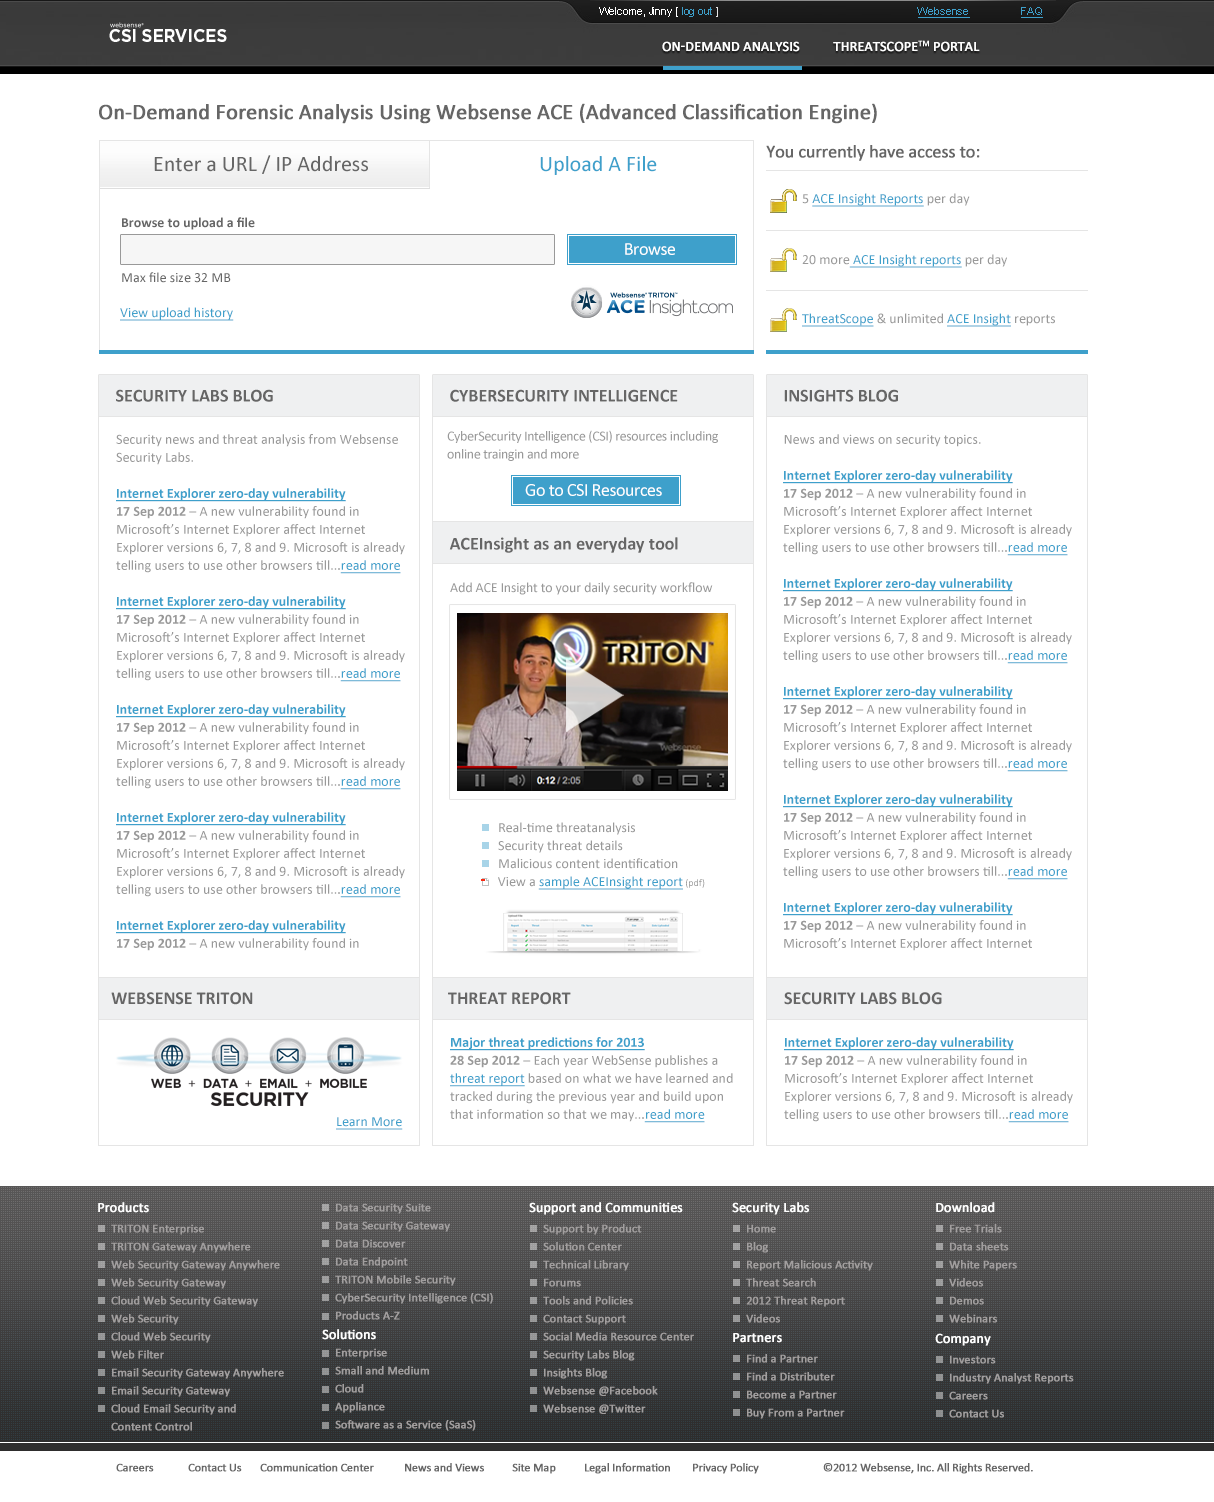 Welcome, Jinny [ log out ]
Websense
FAQ
websense®
CSI SERVICES
ON-DEMAND ANALYSIS
THREATSCOPE™ PORTAL
On-Demand Forensic Analysis Using Websense ACE (Advanced Classification Engine)
Enter a URL / IP Address
Upload A File
Browse to upload a file
Browse
Max file size 32 MB
View upload history
Websense® TRITON™
ACE Insight.com
You currently have access to:
5 ACE Insight Reports per day
20 more ACE Insight reports per day
ThreatScope & unlimited ACE Insight reports
SECURITY LABS BLOG
Security news and threat analysis from Websense
Security Labs.
Internet Explorer zero-day vulnerability
17 Sep 2012 – A new vulnerability found in
Microsoft's Internet Explorer affect Internet
Explorer versions 6, 7, 8 and 9. Microsoft is already
telling users to use other browsers till...read more
Internet Explorer zero-day vulnerability
17 Sep 2012 – A new vulnerability found in
Microsoft's Internet Explorer affect Internet
Explorer versions 6, 7, 8 and 9. Microsoft is already
telling users to use other browsers till...read more
Internet Explorer zero-day vulnerability
17 Sep 2012 – A new vulnerability found in
Microsoft's Internet Explorer affect Internet
Explorer versions 6, 7, 8 and 9. Microsoft is already
telling users to use other browsers till...read more
Internet Explorer zero-day vulnerability
17 Sep 2012 – A new vulnerability found in
Microsoft's Internet Explorer affect Internet
Explorer versions 6, 7, 8 and 9. Microsoft is already
telling users to use other browsers till...read more
Internet Explorer zero-day vulnerability
17 Sep 2012 – A new vulnerability found in
CYBERSECURITY INTELLIGENCE
CyberSecurity Intelligence (CSI) resources including
online traingin and more
Go to CSI Resources
ACEInsight as an everyday tool
Add ACE Insight to your daily security workflow
TRITON™
websense
0:12 / 2:05
Real-time threatanalysis
Security threat details
Malicious content identification
View a sample ACEInsight report (pdf)
INSIGHTS BLOG
News and views on security topics.
Internet Explorer zero-day vulnerability
17 Sep 2012 – A new vulnerability found in
Microsoft's Internet Explorer affect Internet
Explorer versions 6, 7, 8 and 9. Microsoft is already
telling users to use other browsers till...read more
Internet Explorer zero-day vulnerability
17 Sep 2012 – A new vulnerability found in
Microsoft's Internet Explorer affect Internet
Explorer versions 6, 7, 8 and 9. Microsoft is already
telling users to use other browsers till...read more
Internet Explorer zero-day vulnerability
17 Sep 2012 – A new vulnerability found in
Microsoft's Internet Explorer affect Internet
Explorer versions 6, 7, 8 and 9. Microsoft is already
telling users to use other browsers till...read more
Internet Explorer zero-day vulnerability
17 Sep 2012 – A new vulnerability found in
Microsoft's Internet Explorer affect Internet
Explorer versions 6, 7, 8 and 9. Microsoft is already
telling users to use other browsers till...read more
Internet Explorer zero-day vulnerability
17 Sep 2012 – A new vulnerability found in
Microsoft's Internet Explorer affect Internet
WEBSENSE TRITON
WEB + DATA + EMAIL + MOBILE
SECURITY
Learn More
THREAT REPORT
Major threat predictions for 2013
28 Sep 2012 – Each year WebSense publishes a
threat report based on what we have learned and
tracked during the previous year and build upon
that information so that we may...read more
SECURITY LABS BLOG
Internet Explorer zero-day vulnerability
17 Sep 2012 – A new vulnerability found in
Microsoft's Internet Explorer affect Internet
Explorer versions 6, 7, 8 and 9. Microsoft is already
telling users to use other browsers till...read more
Products
TRITON Enterprise
TRITON Gateway Anywhere
Web Security Gateway Anywhere
Web Security Gateway
Cloud Web Security Gateway
Web Security
Cloud Web Security
Web Filter
Email Security Gateway Anywhere
Email Security Gateway
Cloud Email Security and
Content Control
Data Security Suite
Data Security Gateway
Data Discover
Data Endpoint
TRITON Mobile Security
CyberSecurity Intelligence (CSI)
Products A-Z
Solutions
Enterprise
Small and Medium
Cloud
Appliance
Software as a Service (SaaS)
Support and Communities
Support by Product
Solution Center
Technical Library
Forums
Tools and Policies
Contact Support
Social Media Resource Center
Security Labs Blog
Insights Blog
Websense @Facebook
Websense @Twitter
Security Labs
Home
Blog
Report Malicious Activity
Threat Search
2012 Threat Report
Videos
Partners
Find a Partner
Find a Distributer
Become a Partner
Buy From a Partner
Download
Free Trials
Data sheets
White Papers
Videos
Demos
Webinars
Company
Investors
Industry Analyst Reports
Careers
Contact Us
Careers
Contact Us
Communication Center
News and Views
Site Map
Legal Information
Privacy Policy
©2012 Websense, Inc. All Rights Reserved.